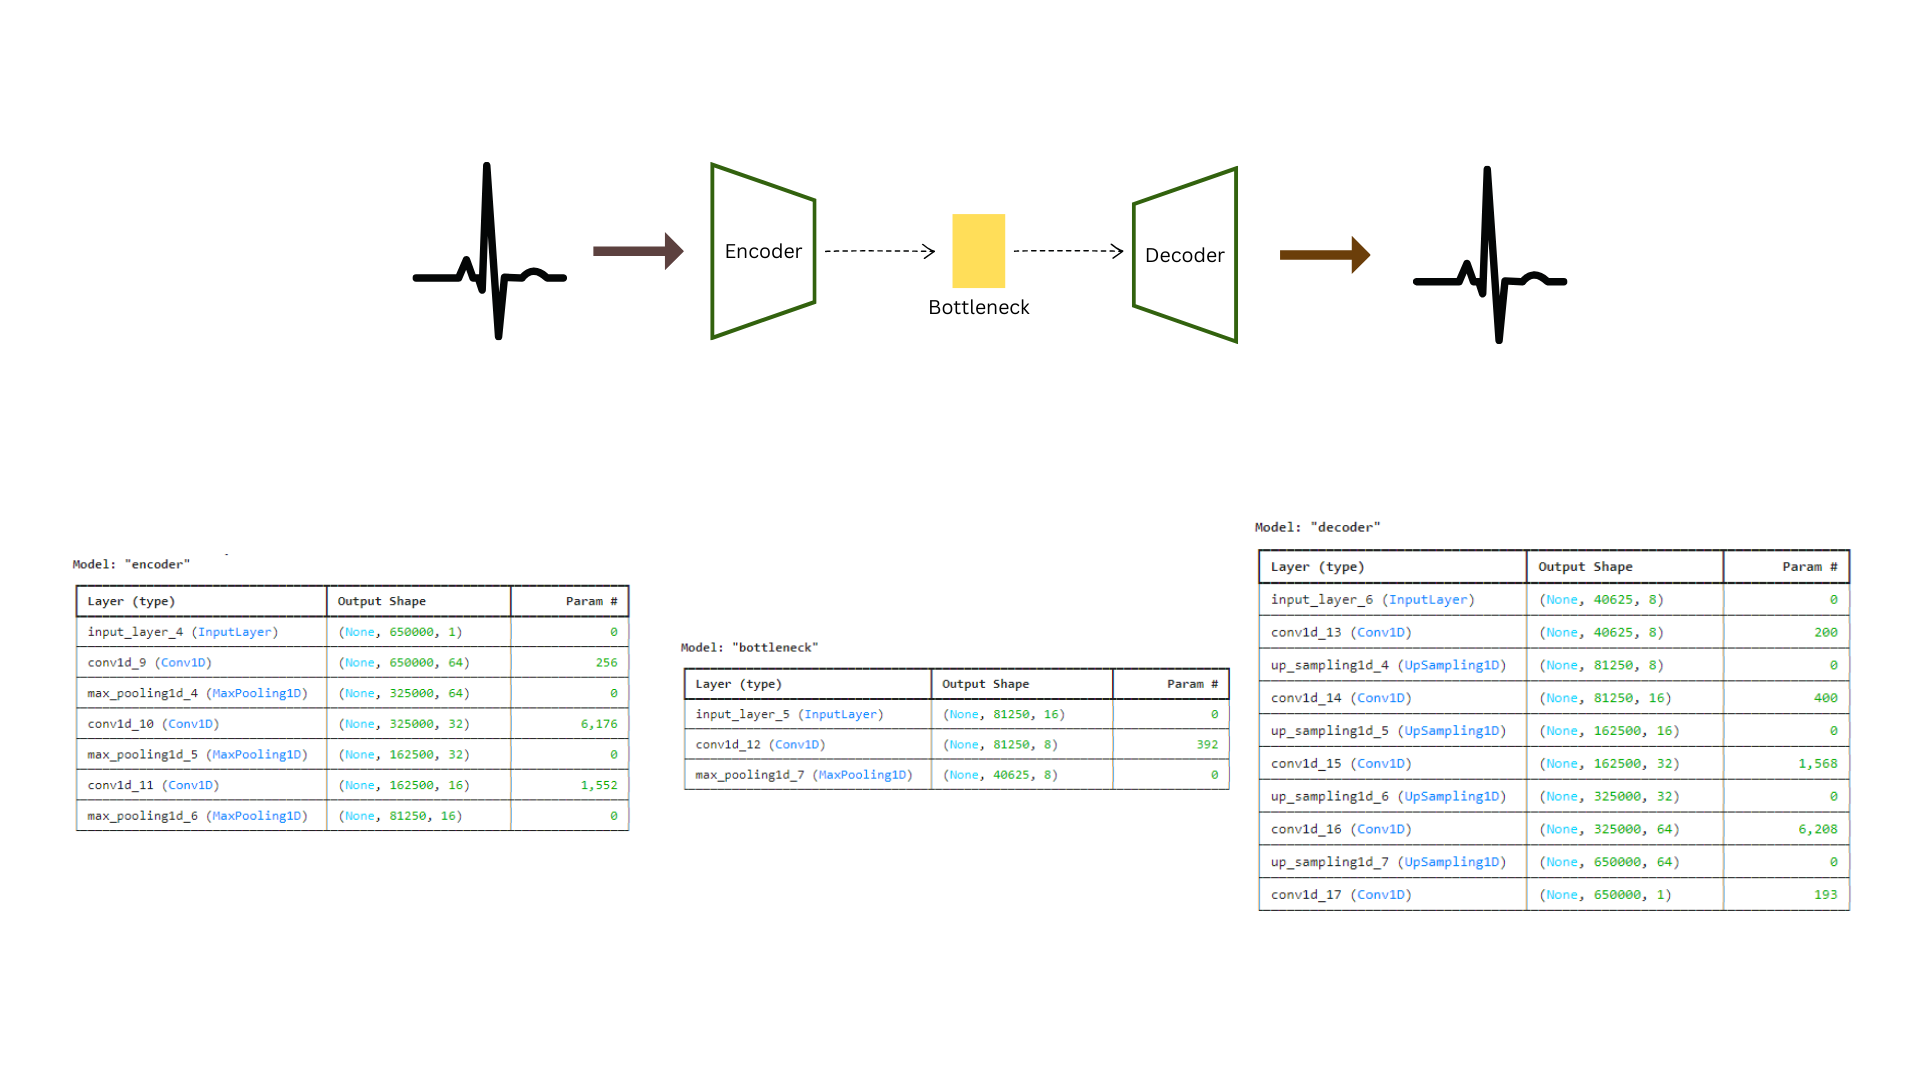 Encoder
Bottleneck
Decoder
Model: "encoder"
Layer (type) Output Shape Param #
input_layer_4 (InputLayer) (None, 650000, 1) 0
conv1d_9 (Conv1D) (None, 650000, 64) 256
max_pooling1d_4 (MaxPooling1D) (None, 325000, 64) 0
conv1d_10 (Conv1D) (None, 325000, 32) 6,176
max_pooling1d_5 (MaxPooling1D) (None, 162500, 32) 0
conv1d_11 (Conv1D) (None, 162500, 16) 1,552
max_pooling1d_6 (MaxPooling1D) (None, 81250, 16) 0
Model: "bottleneck"
Layer (type) Output Shape Param #
input_layer_5 (InputLayer) (None, 81250, 16) 0
conv1d_12 (Conv1D) (None, 81250, 8) 392
max_pooling1d_7 (MaxPooling1D) (None, 40625, 8) 0
Model: "decoder"
Layer (type) Output Shape Param #
input_layer_6 (InputLayer) (None, 40625, 8) 0
conv1d_13 (Conv1D) (None, 40625, 8) 200
up_sampling1d_4 (UpSampling1D) (None, 81250, 8) 0
conv1d_14 (Conv1D) (None, 81250, 16) 400
up_sampling1d_5 (UpSampling1D) (None, 162500, 16) 0
conv1d_15 (Conv1D) (None, 162500, 32) 1,568
up_sampling1d_6 (UpSampling1D) (None, 325000, 32) 0
conv1d_16 (Conv1D) (None, 325000, 64) 6,208
up_sampling1d_7 (UpSampling1D) (None, 650000, 64) 0
conv1d_17 (Conv1D) (None, 650000, 1) 193